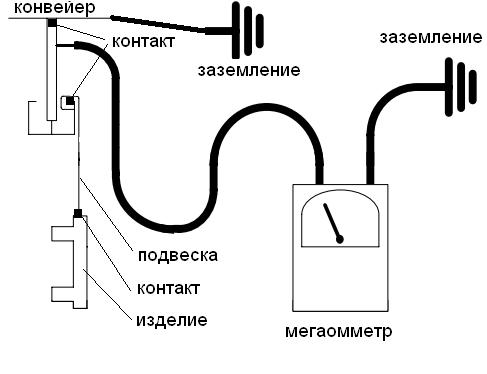 конвейер
контакт
заземление
заземление
подвеска
контакт
изделие
мегаомметр